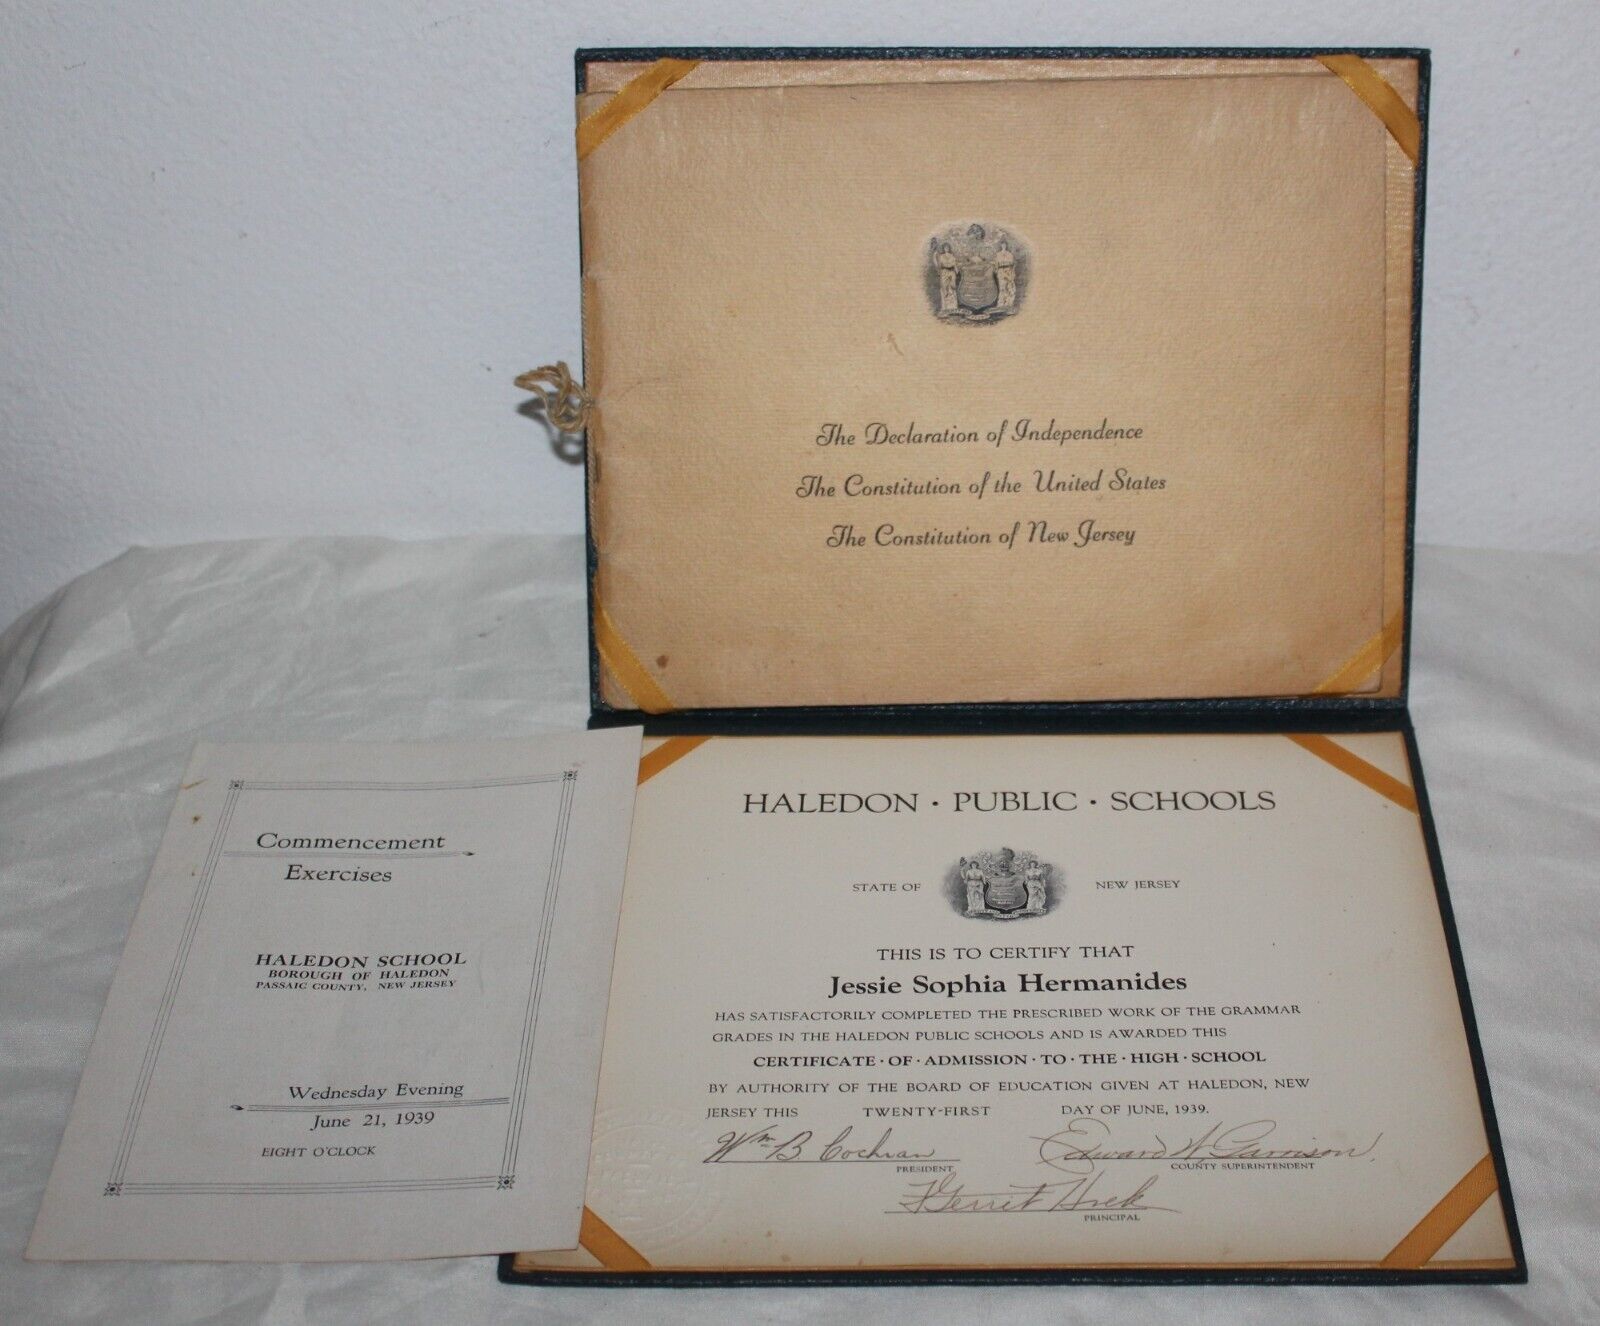 The Declaration of Independence
The Constitution of the United States
The Constitution of New Jersey
Commencement
Exercises
HALEDON SCHOOL
BOROUGH OF HALEDON
PASSAIC COUNTY, NEW JERSEY
Wednesday Evening
June 21, 1939
EIGHT O'CLOCK
HALEDON · PUBLIC · SCHOOLS
STATE OF NEW JERSEY
THIS IS TO CERTIFY THAT
Jessie Sophia Hermanides
HAS SATISFACTORILY COMPLETED THE PRESCRIBED WORK OF THE GRAMMAR
GRADES IN THE HALEDON PUBLIC SCHOOLS AND IS AWARDED THIS
CERTIFICATE · OF · ADMISSION · TO · THE · HIGH · SCHOOL
BY AUTHORITY OF THE BOARD OF EDUCATION GIVEN AT HALEDON, NEW
JERSEY THIS TWENTY-FIRST DAY OF JUNE, 1939.
Wm B. Cochran Edward W. Garrison
PRESIDENT COUNTY SUPERINTENDENT
PRINCIPAL